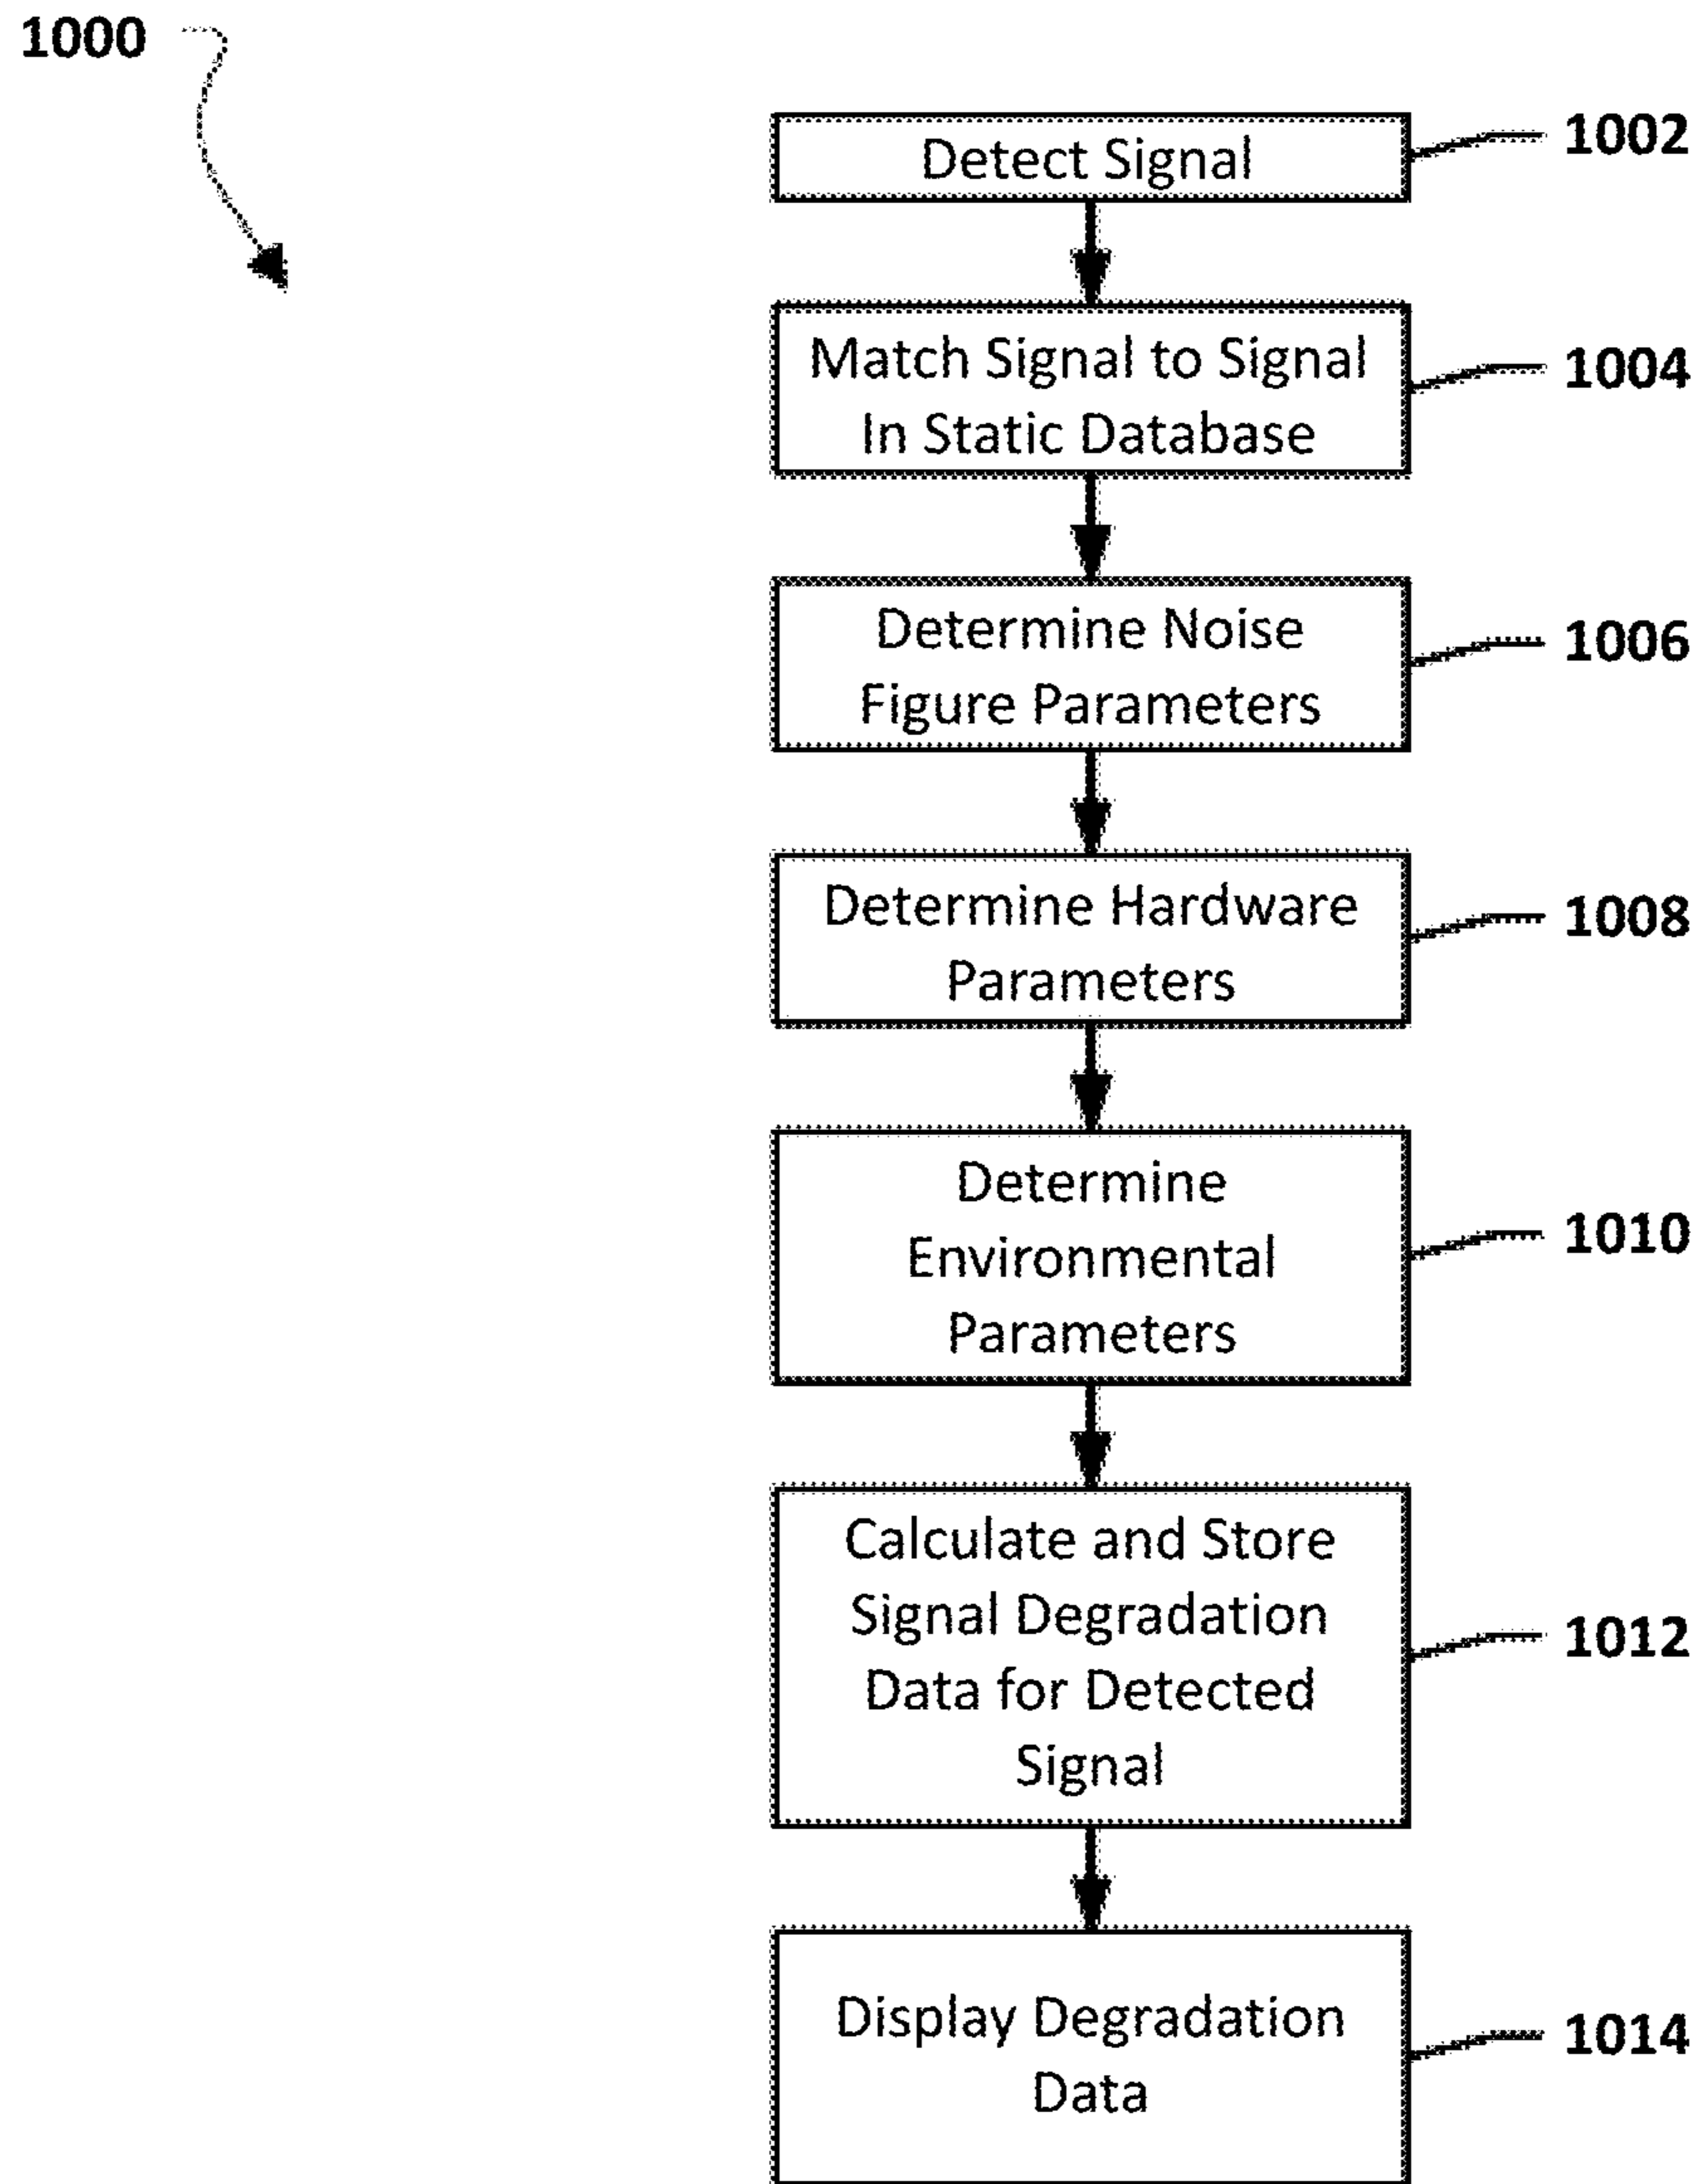 1000
Detect Signal
1002
Match Signal to Signal
In Static Database
1004
Determine Noise
Figure Parameters
1006
Determine Hardware
Parameters
1008
Determine
Environmental
Parameters
1010
Calculate and Store
Signal Degradation
Data for Detected
Signal
1012
Display Degradation
Data
1014